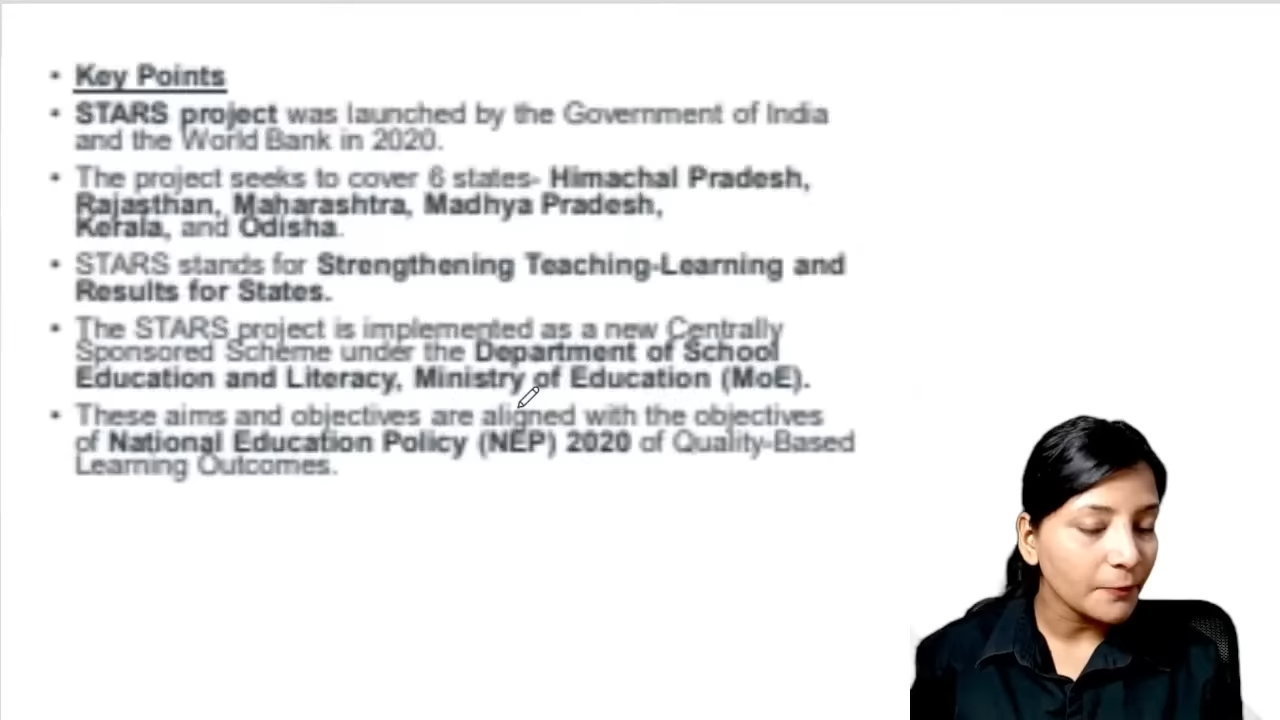 • Key Points
• STARS project was launched by the Government of India
and the World Bank in 2020.
• The project seeks to cover 6 states- Himachal Pradesh,
Rajasthan, Maharashtra, Madhya Pradesh,
Kerala, and Odisha.
• STARS stands for Strengthening Teaching-Learning and
Results for States.
• The STARS project is implemented as a new Centrally
Sponsored Scheme under the Department of School
Education and Literacy, Ministry of Education (MoE).
• These aims and objectives are aligned with the objectives
of National Education Policy (NEP) 2020 of Quality-Based
Learning Outcomes.